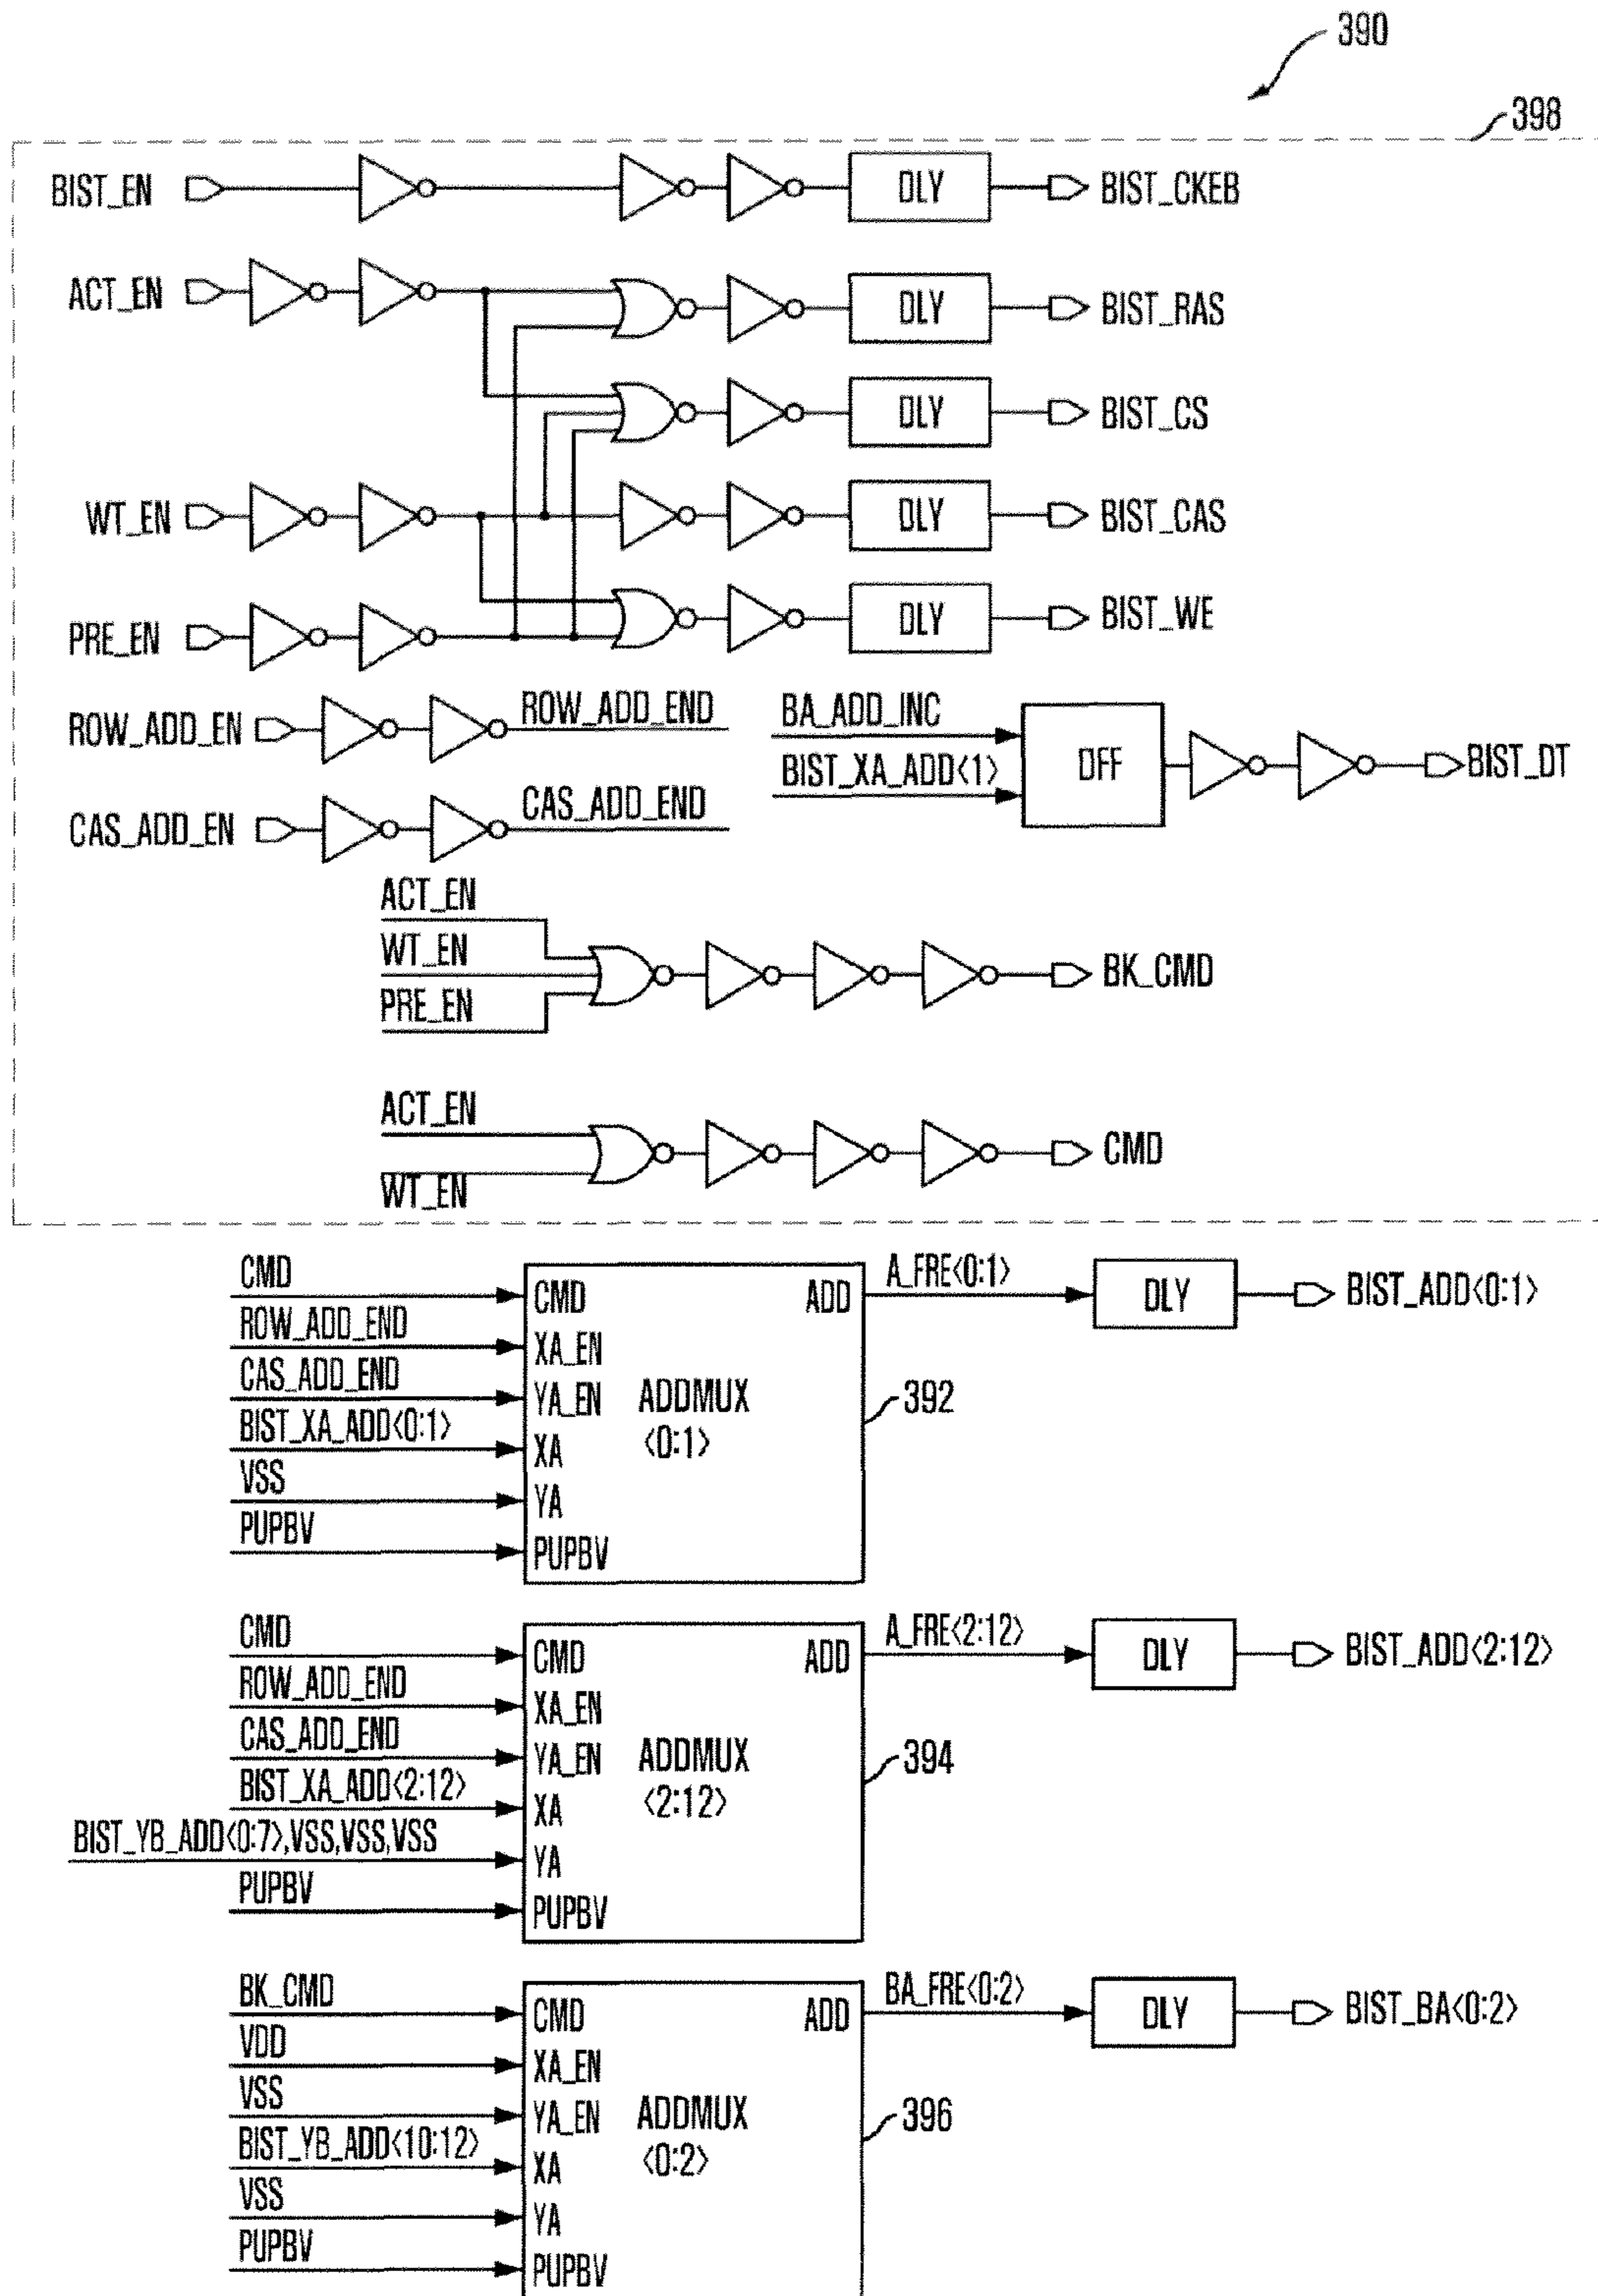 390
398
BIST_EN DLY BIST_CKEB
ACT_EN DLY BIST_RAS
DLY BIST_CS
WT_EN DLY BIST_CAS
PRE_EN DLY BIST_WE
ROW_ADD_EN ROW_ADD_END BA_ADD_INC
BIST_XA_ADD<1> DFF BIST_DT
CAS_ADD_EN CAS_ADD_END
ACT_EN
WT_EN
PRE_EN
BK_CMD
ACT_EN
WT_EN
CMD
CMD CMD ADD A_FRE<0:1> DLY BIST_ADD<0:1>
ROW_ADD_END XA_EN
CAS_ADD_END YA_EN ADDMUX 392
BIST_XA_ADD<0:1> XA <0:1>
VSS YA
PUPBV PUPBV
CMD CMD ADD A_FRE<2:12> DLY BIST_ADD<2:12>
ROW_ADD_END XA_EN
CAS_ADD_END YA_EN ADDMUX 394
BIST_XA_ADD<2:12> XA <2:12>
BIST_YB_ADD<0:7>,VSS,VSS,VSS YA
PUPBV PUPBV
BK_CMD CMD ADD BA_FRE<0:2> DLY BIST_BA<0:2>
VDD XA_EN
VSS YA_EN ADDMUX 396
BIST_YB_ADD<10:12> XA <0:2>
VSS YA
PUPBV PUPBV